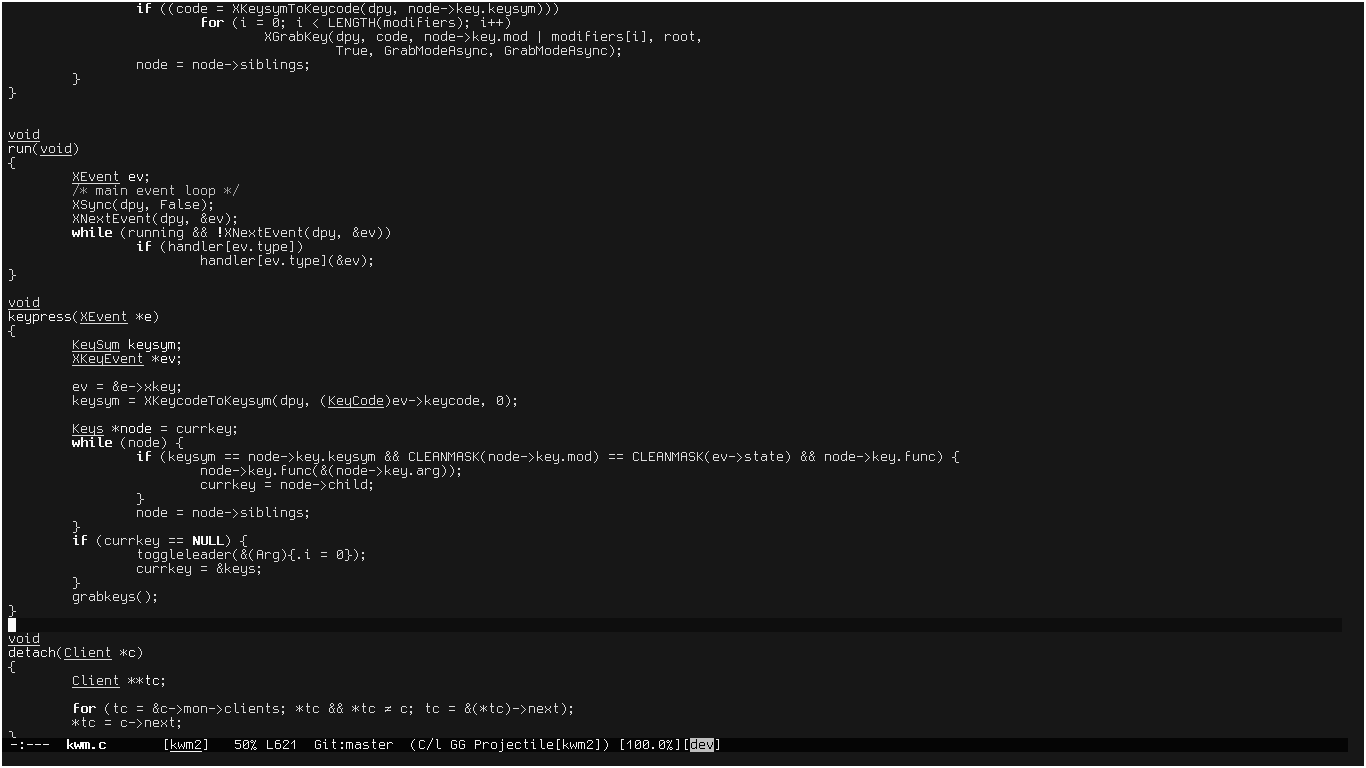 if ((code = XKeysymToKeycode(dpy, node->key.keysym)))
                        for (i = 0; i < LENGTH(modifiers); i++)
                                XGrabKey(dpy, code, node->key.mod | modifiers[i], root,
                                         True, GrabModeAsync, GrabModeAsync);
                node = node->siblings;
        }
}


void
run(void)
{
        XEvent ev;
        /* main event loop */
        XSync(dpy, False);
        XNextEvent(dpy, &ev);
        while (running && !XNextEvent(dpy, &ev))
                if (handler[ev.type])
                        handler[ev.type](&ev);
}

void
keypress(XEvent *e)
{
        KeySym keysym;
        XKeyEvent *ev;

        ev = &e->xkey;
        keysym = XKeycodeToKeysym(dpy, (KeyCode)ev->keycode, 0);

        Keys *node = currkey;
        while (node) {
                if (keysym == node->key.keysym && CLEANMASK(node->key.mod) == CLEANMASK(ev->state) && node->key.func) {
                        node->key.func(&(node->key.arg));
                        currkey = node->child;
                }
                node = node->siblings;
        }
        if (currkey == NULL) {
                toggleleader(&(Arg){.i = 0});
                currkey = &keys;
        }
        grabkeys();
}

void
detach(Client *c)
{
        Client **tc;

        for (tc = &c->mon->clients; *tc && *tc ≠ c; tc = &(*tc)->next);
        *tc = c->next;
}
-:---  kwm.c       [kwm2]   50% L621  Git:master  (C/l GG Projectile[kwm2]) [100.0%][dev]